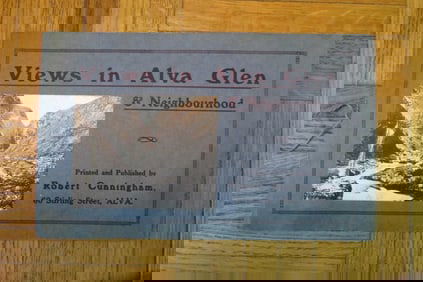 Views in Alva Glen
& Neighbourhood
Printed and Published by
Robert Cunningham,
Stirling Street, ALVA.